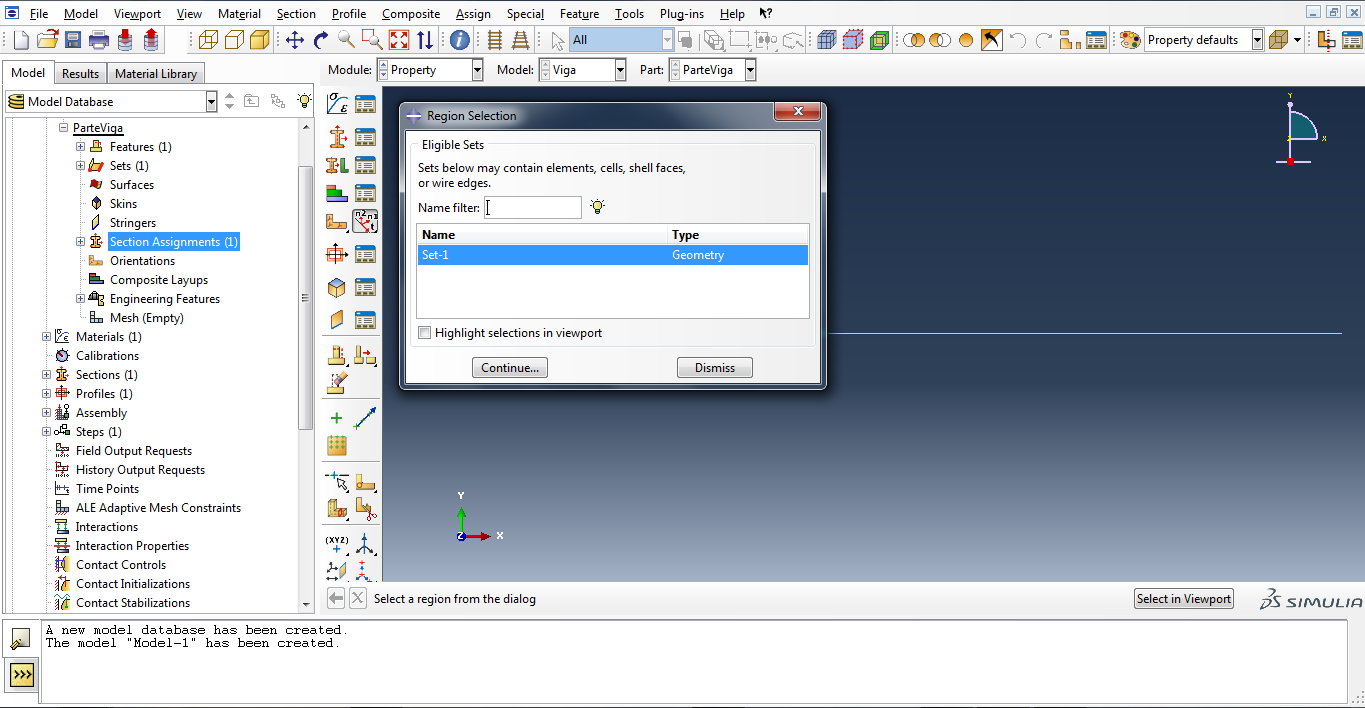 File Model Viewport View Material Section Profile Composite Assign Special Feature Tools Plug-ins Help
All Property defaults
Model Results Material Library Module: Property Model: Viga Part: ParteViga
Model Database
ParteViga
Features (1)
Sets (1)
Surfaces
Skins
Stringers
Section Assignments (1)
Orientations
Composite Layups
Engineering Features
Mesh (Empty)
Materials (1)
Calibrations
Sections (1)
Profiles (1)
Assembly
Steps (1)
Field Output Requests
History Output Requests
Time Points
ALE Adaptive Mesh Constraints
Interactions
Interaction Properties
Contact Controls
Contact Initializations
Contact Stabilizations
(XYZ)
Region Selection
Eligible Sets
Sets below may contain elements, cells, shell faces,
or wire edges.
Name filter:
Name Type
Set-1 Geometry
Highlight selections in viewport
Continue... Dismiss
Y
X
Y
Z X
Select a region from the dialog Select in Viewport
SIMULIA
A new model database has been created.
The model "Model-1" has been created.
>>>